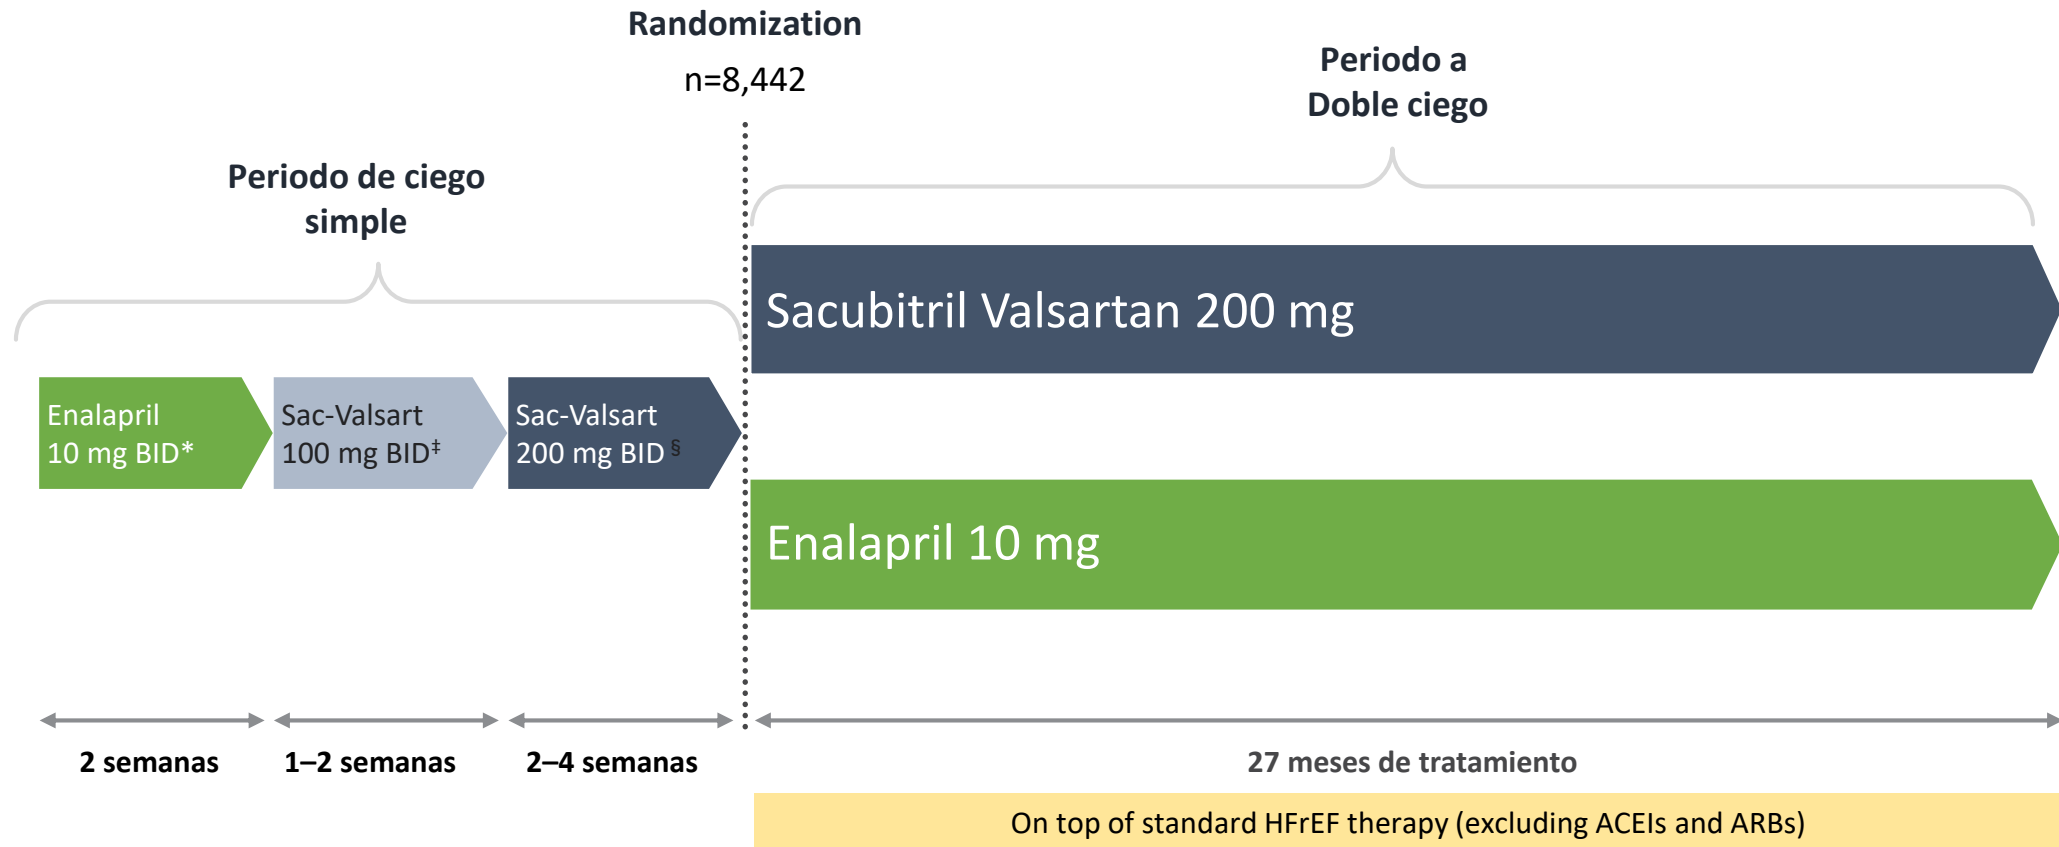 Randomization
n=8,442
Periodo a
Doble ciego
Periodo de ciego
simple
Sacubitril Valsartan 200 mg
Enalapril
10 mg BID*
Sac-Valsart
100 mg BID‡
Sac-Valsart
200 mg BID §
Enalapril 10 mg
2 semanas
1–2 semanas
2–4 semanas
27 meses de tratamiento
On top of standard HFrEF therapy (excluding ACEIs and ARBs)